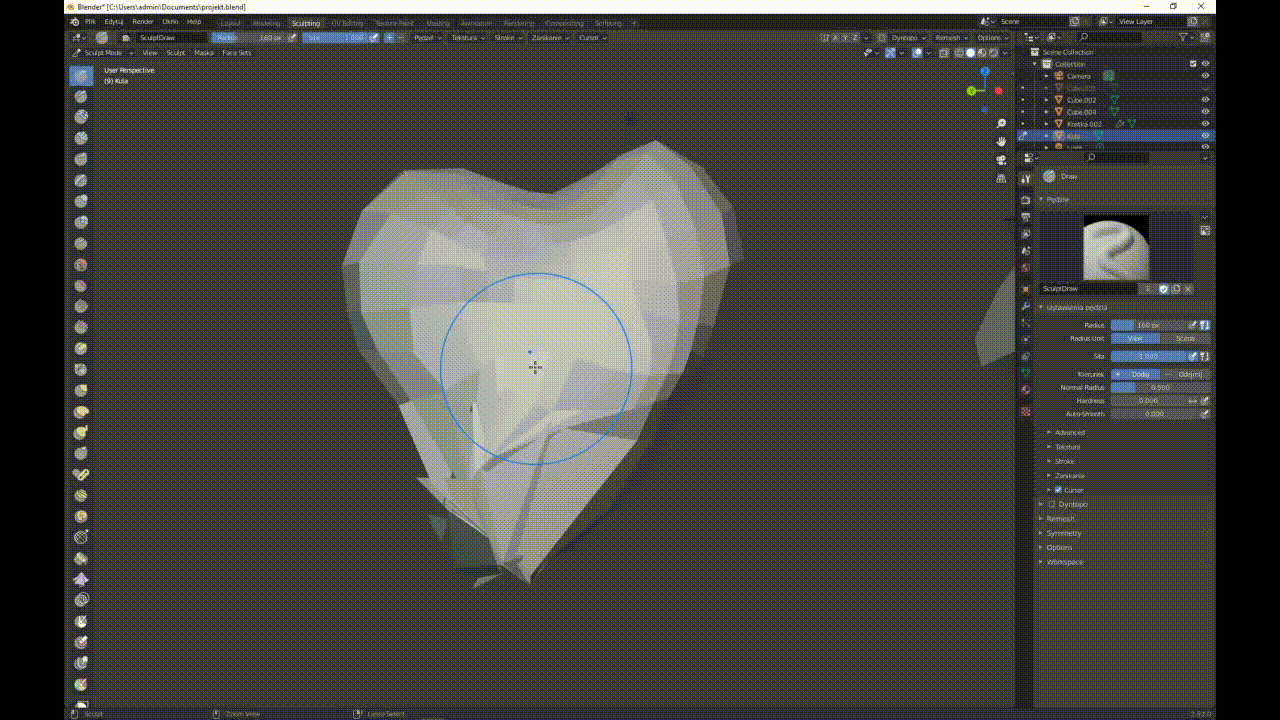 Blender* [C:\Users\admin\Documents\projekt.blend]
Plik Edytuj Render Okno Help Layout Modeling Sculpting UV Editing Texture Paint Shading Animation Rendering Compositing Scripting + Scene View Layer
SculptDraw Radius 160 px Siła 1.000 Pędzel Tekstura Stroke Zanikanie Cursor X Y Z Dyntopo Remesh Options
Sculpt Mode View Sculpt Maska Face Sets
User Perspective
(9) Kula
Z
Y
Scene Collection
Collection
Camera
Cube.001
Cube.002
Cube.004
Kostka.002
Kula
Draw
Pędzle
SculptDraw
Ustawienia pędzla
Radius 160 px
Radius Unit View Scena
Siła 1.000
Kierunek + Dodaj − Odejmij
Normal Radius 0.500
Hardness 0.000
Auto-Smooth 0.000
Advanced
Tekstura
Stroke
Zanikanie
Cursor
Dyntopo
Remesh
Symmetry
Options
Workspace
Sculpt Zoom View Lasso Select